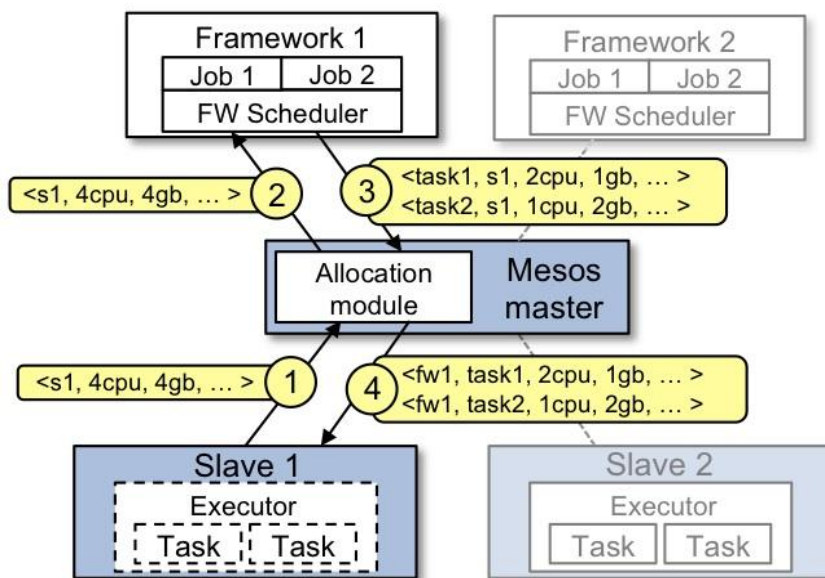 Framework 1
Job 1 Job 2
FW Scheduler
Framework 2
Job 1 Job 2
FW Scheduler
<s1, 4cpu, 4gb, … >
2
3
<task1, s1, 2cpu, 1gb, … >
<task2, s1, 1cpu, 2gb, … >
Allocation
module
Mesos
master
<s1, 4cpu, 4gb, … >
1
4
<fw1, task1, 2cpu, 1gb, … >
<fw1, task2, 1cpu, 2gb, … >
Slave 1
Executor
Task Task
Slave 2
Executor
Task Task